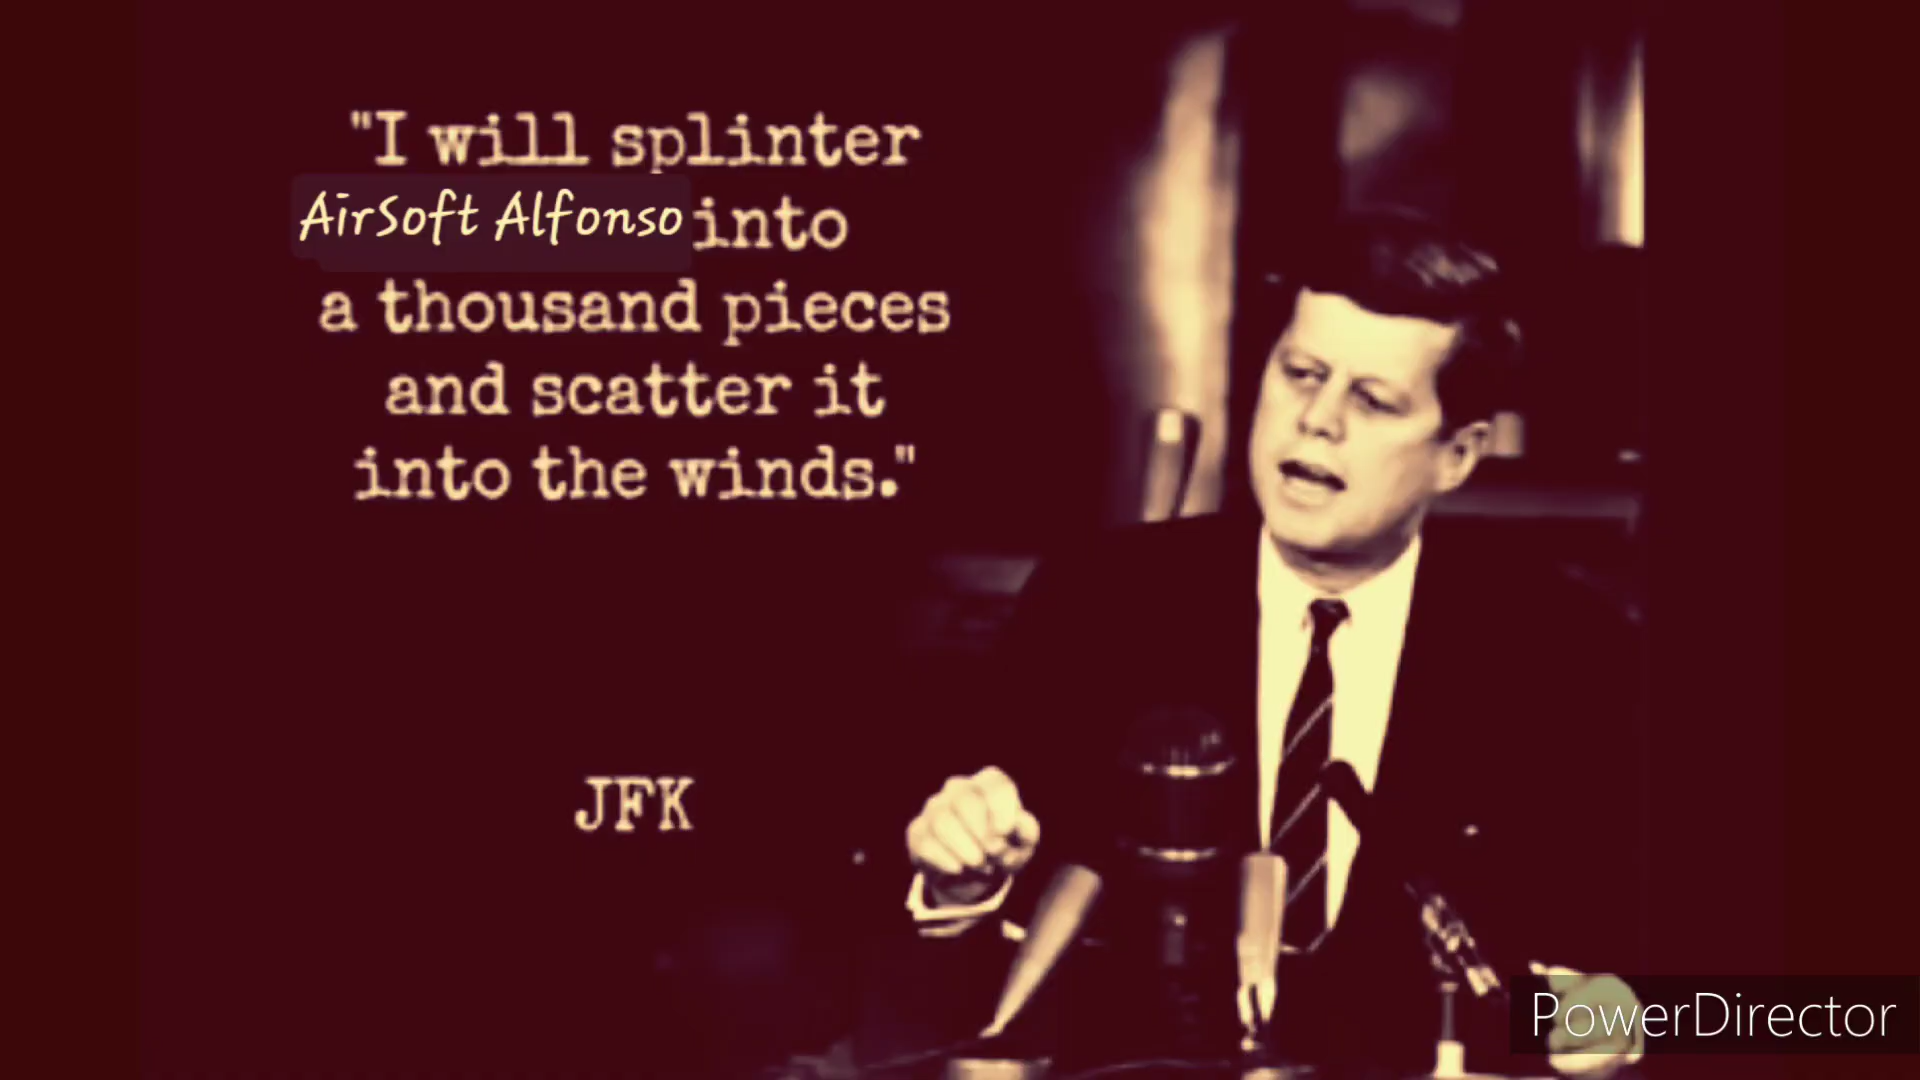 "I will splinter
AirSoft Alfonso into
a thousand pieces
and scatter it
into the winds."
JFK
PowerDirector